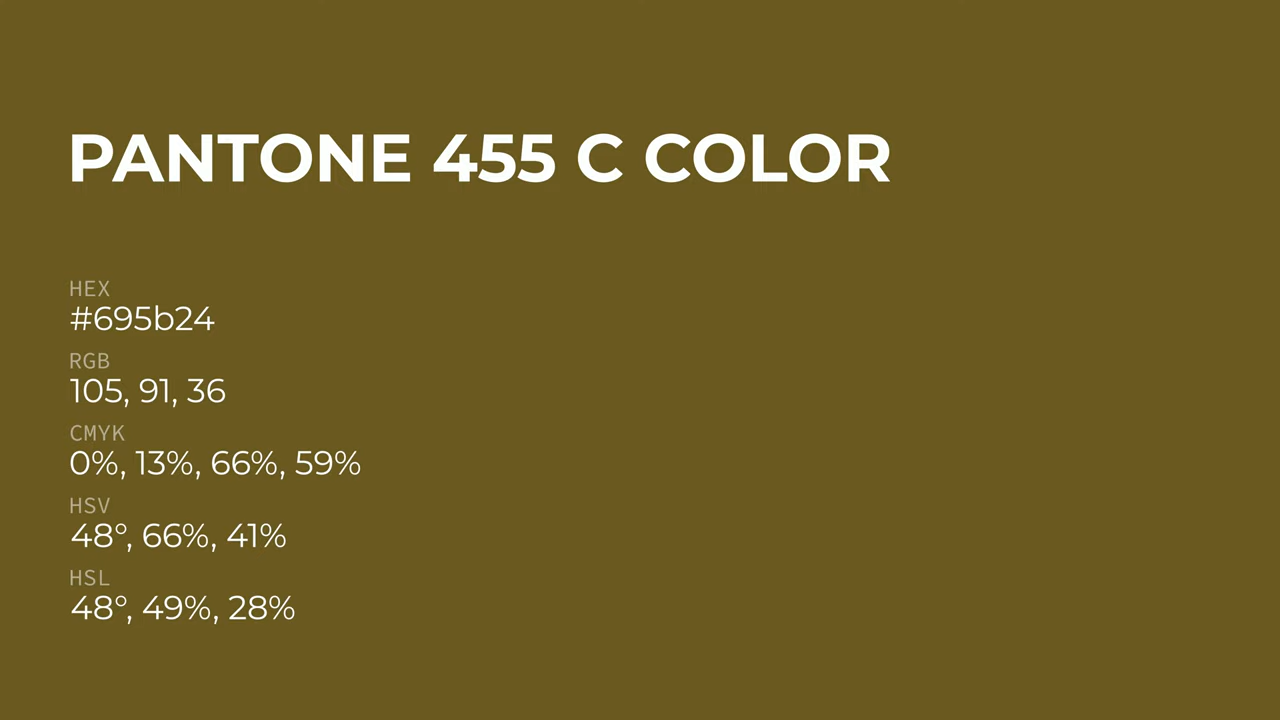 PANTONE 455 C COLOR
HEX
#695b24
RGB
105, 91, 36
CMYK
0%, 13%, 66%, 59%
HSV
48°, 66%, 41%
HSL
48°, 49%, 28%